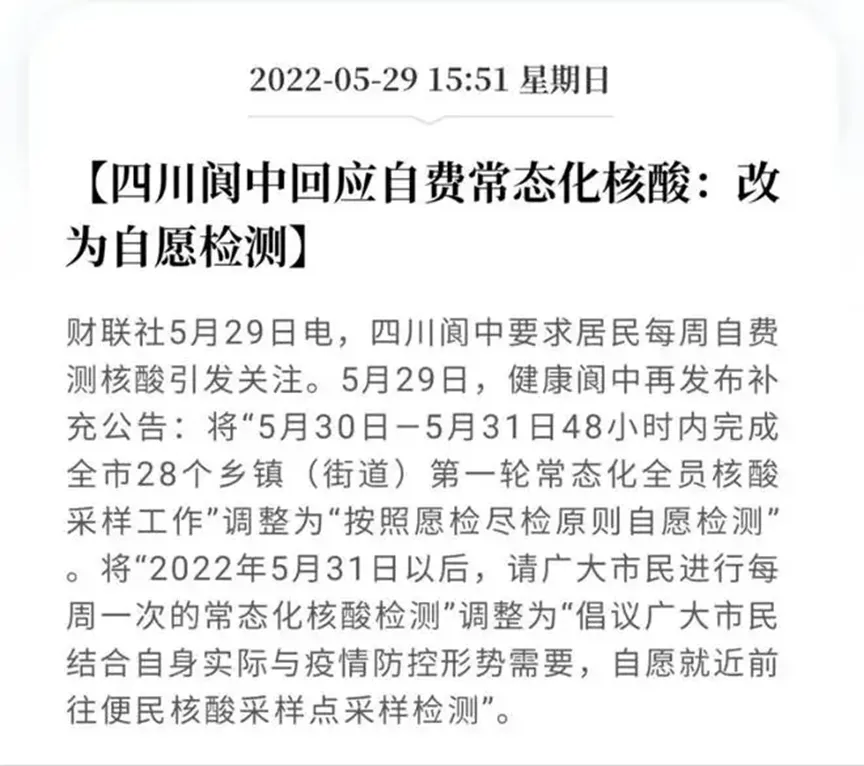 2022-05-29 15:51 星期日
【四川阆中回应自费常态化核酸：改
为自愿检测】
财联社5月29日电，四川阆中要求居民每周自费
测核酸引发关注。5月29日，健康阆中再发布补
充公告：将“5月30日—5月31日48小时内完成
全市28个乡镇（街道）第一轮常态化全员核酸
采样工作”调整为“按照愿检尽检原则自愿检测”
。将“2022年5月31日以后，请广大市民进行每
周一次的常态化核酸检测”调整为“倡议广大市民
结合自身实际与疫情防控形势需要，自愿就近前
往便民核酸采样点采样检测”。